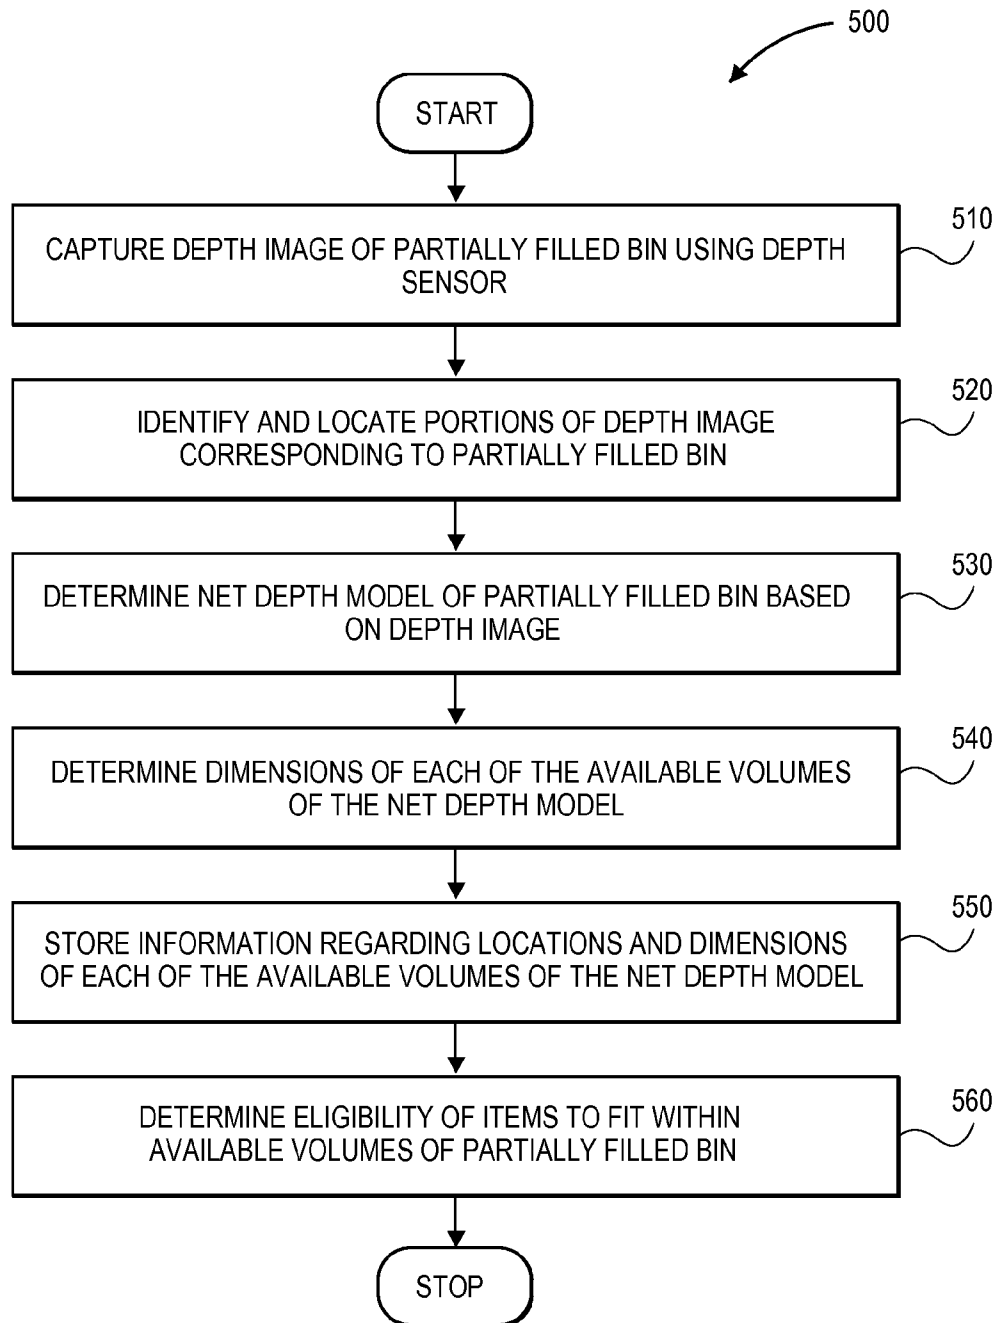 500
START
510
CAPTURE DEPTH IMAGE OF PARTIALLY FILLED BIN USING DEPTH
SENSOR
520
IDENTIFY AND LOCATE PORTIONS OF DEPTH IMAGE
CORRESPONDING TO PARTIALLY FILLED BIN
530
DETERMINE NET DEPTH MODEL OF PARTIALLY FILLED BIN BASED
ON DEPTH IMAGE
540
DETERMINE DIMENSIONS OF EACH OF THE AVAILABLE VOLUMES
OF THE NET DEPTH MODEL
550
STORE INFORMATION REGARDING LOCATIONS AND DIMENSIONS
OF EACH OF THE AVAILABLE VOLUMES OF THE NET DEPTH MODEL
560
DETERMINE ELIGIBILITY OF ITEMS TO FIT WITHIN
AVAILABLE VOLUMES OF PARTIALLY FILLED BIN
STOP